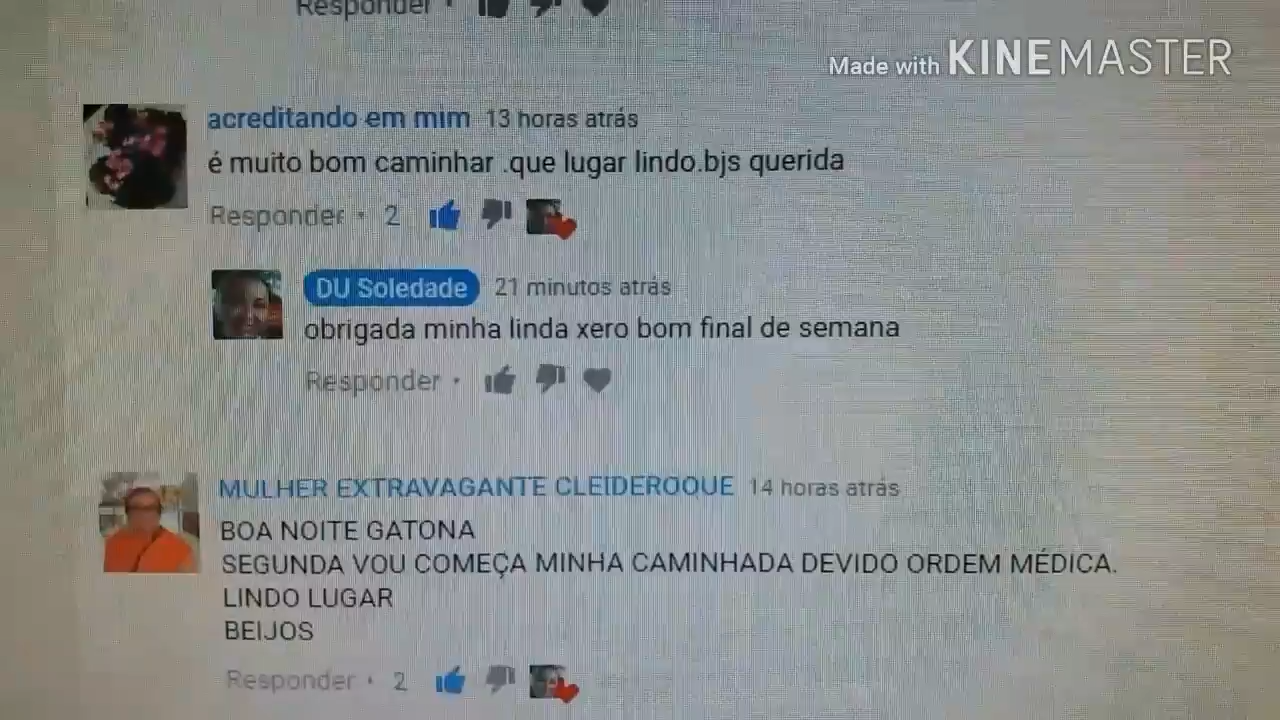 Responder ·
Made with KINEMASTER
acreditando em mim 13 horas atrás
é muito bom caminhar .que lugar lindo.bjs querida
Responder · 2
DU Soledade 21 minutos atrás
obrigada minha linda xero bom final de semana
Responder ·
MULHER EXTRAVAGANTE CLEIDEROQUE 14 horas atrás
BOA NOITE GATONA
SEGUNDA VOU COMEÇA MINHA CAMINHADA DEVIDO ORDEM MÉDICA.
LINDO LUGAR
BEIJOS
Responder · 2